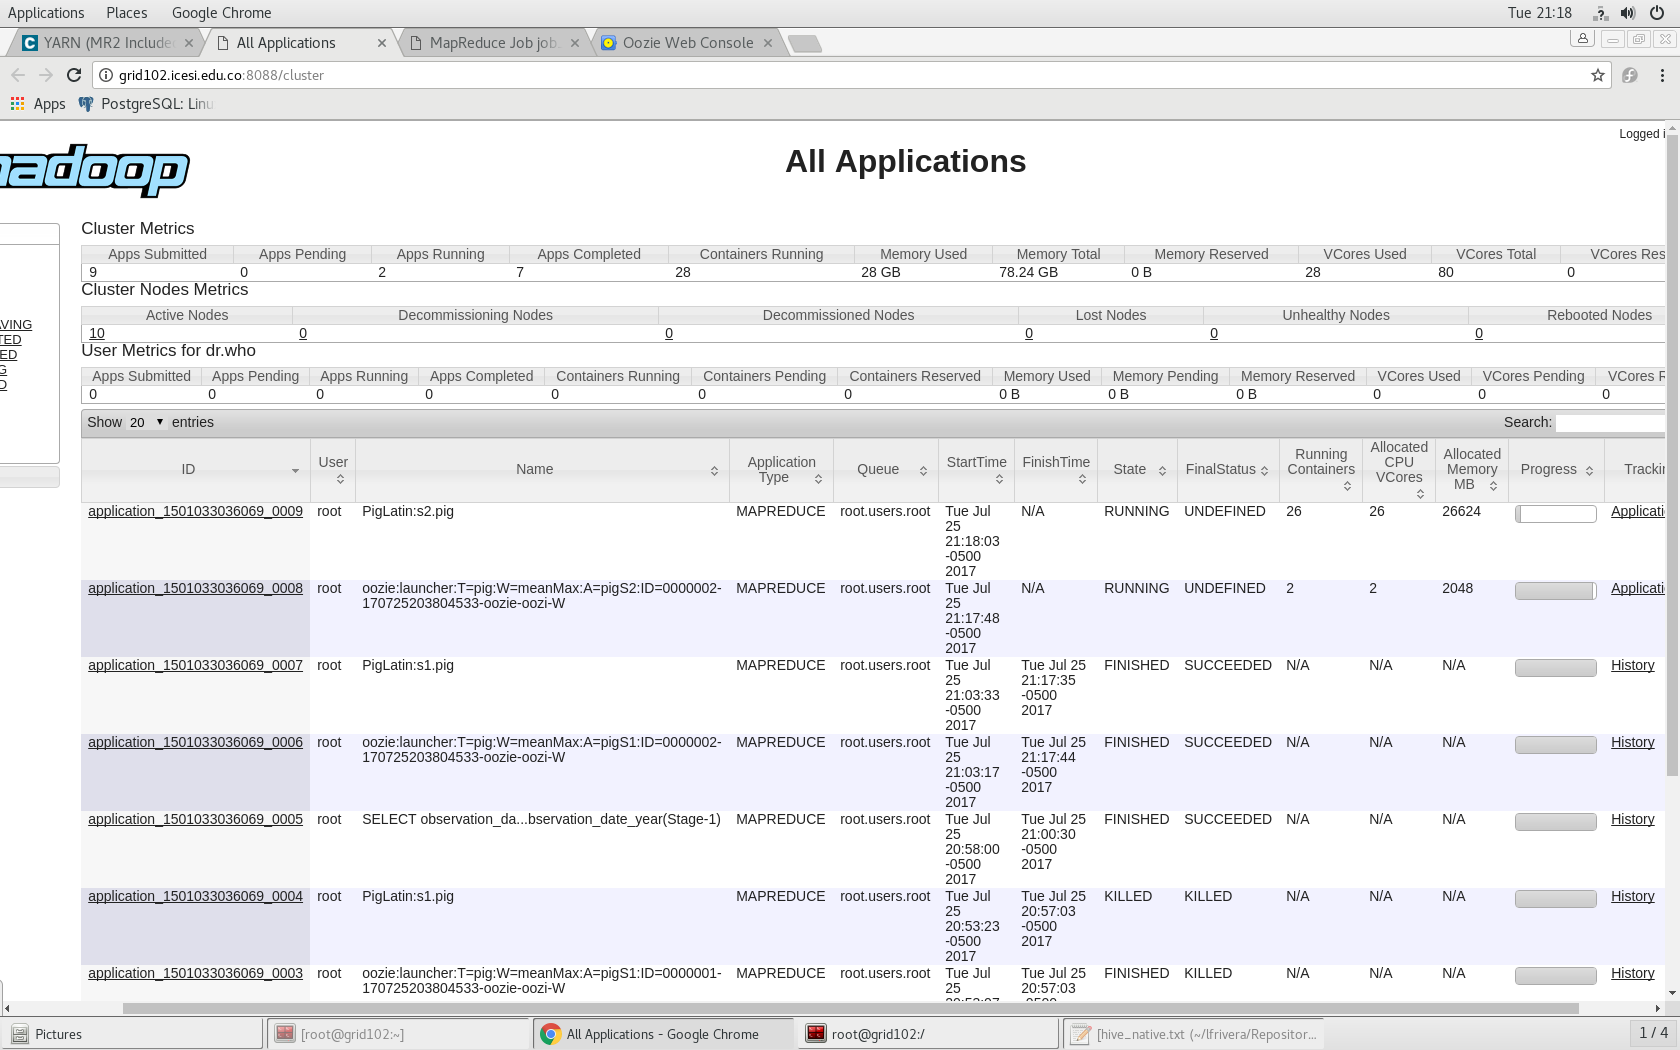 Applications Places Google Chrome Tue 21:18
YARN (MR2 Include All Applications MapReduce Job job_ Oozie Web Console
grid102.icesi.edu.co:8088/cluster
Apps PostgreSQL: Linu
Logged i
hadoop
All Applications
Cluster Metrics
Apps Submitted Apps Pending Apps Running Apps Completed Containers Running Memory Used Memory Total Memory Reserved VCores Used VCores Total VCores Res
9 0 2 7 28 28 GB 78.24 GB 0 B 28 80 0
Cluster Nodes Metrics
Active Nodes Decommissioning Nodes Decommissioned Nodes Lost Nodes Unhealthy Nodes Rebooted Nodes
10 0 0 0 0 0
User Metrics for dr.who
Apps Submitted Apps Pending Apps Running Apps Completed Containers Running Containers Pending Containers Reserved Memory Used Memory Pending Memory Reserved VCores Used VCores Pending VCores R
0 0 0 0 0 0 0 0 B 0 B 0 B 0 0 0
AVING
TED
ED
G
D
Show 20 entries Search:
ID User Name Application Type Queue StartTime FinishTime State FinalStatus Running Containers Allocated CPU VCores Allocated Memory MB Progress Trackin
application_1501033036069_0009 root PigLatin:s2.pig MAPREDUCE root.users.root Tue Jul 25 21:18:03 -0500 2017 N/A RUNNING UNDEFINED 26 26 26624 Applicati
application_1501033036069_0008 root oozie:launcher:T=pig:W=meanMax:A=pigS2:ID=0000002-170725203804533-oozie-oozi-W MAPREDUCE root.users.root Tue Jul 25 21:17:48 -0500 2017 N/A RUNNING UNDEFINED 2 2 2048 Applicati
application_1501033036069_0007 root PigLatin:s1.pig MAPREDUCE root.users.root Tue Jul 25 21:03:33 -0500 2017 Tue Jul 25 21:17:35 -0500 2017 FINISHED SUCCEEDED N/A N/A N/A History
application_1501033036069_0006 root oozie:launcher:T=pig:W=meanMax:A=pigS1:ID=0000002-170725203804533-oozie-oozi-W MAPREDUCE root.users.root Tue Jul 25 21:03:17 -0500 2017 Tue Jul 25 21:17:44 -0500 2017 FINISHED SUCCEEDED N/A N/A N/A History
application_1501033036069_0005 root SELECT observation_da...bservation_date_year(Stage-1) MAPREDUCE root.users.root Tue Jul 25 20:58:00 -0500 2017 Tue Jul 25 21:00:30 -0500 2017 FINISHED SUCCEEDED N/A N/A N/A History
application_1501033036069_0004 root PigLatin:s1.pig MAPREDUCE root.users.root Tue Jul 25 20:53:23 -0500 2017 Tue Jul 25 20:57:03 -0500 2017 KILLED KILLED N/A N/A N/A History
application_1501033036069_0003 root oozie:launcher:T=pig:W=meanMax:A=pigS1:ID=0000001-170725203804533-oozie-oozi-W MAPREDUCE root.users.root Tue Jul 25 Tue Jul 25 20:57:03 FINISHED KILLED N/A N/A N/A History
Pictures [root@grid102:~] All Applications - Google Chrome root@grid102:/ [hive_native.txt (~/lfrivera/Repositor... 1 / 4